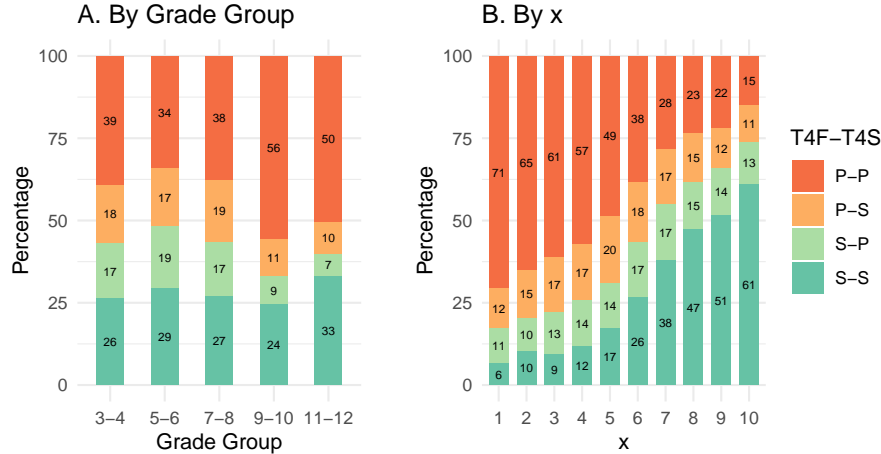 A. By Grade Group
Percentage
100
75
50
25
0
39 34 38 56 50
18 17 19 11 10
17 19 17 9 7
26 29 27 24 33
3–4 5–6 7–8 9–10 11–12
Grade Group
B. By x
Percentage
100
75
50
25
0
71 65 61 57 49 38 28 23 22 15
12 15 17 17 20 18 17 15 12 11
11 10 13 14 14 17 17 15 14 13
6 10 9 12 17 26 38 47 51 61
1 2 3 4 5 6 7 8 9 10
x
T4F–T4S
P–P
P–S
S–P
S–S